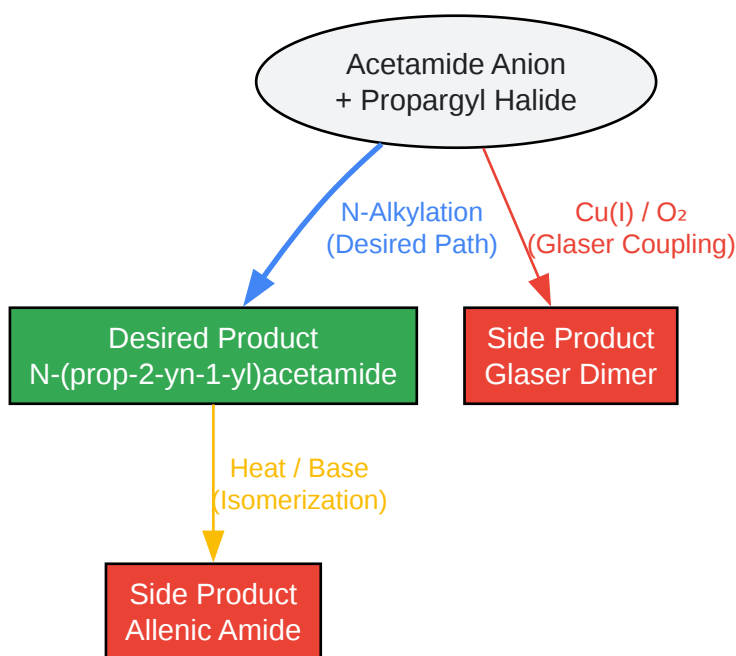 Acetamide Anion
+ Propargyl Halide
N-Alkylation
(Desired Path)
Cu(I) / O₂
(Glaser Coupling)
Desired Product
N-(prop-2-yn-1-yl)acetamide
Side Product
Glaser Dimer
Heat / Base
(Isomerization)
Side Product
Allenic Amide